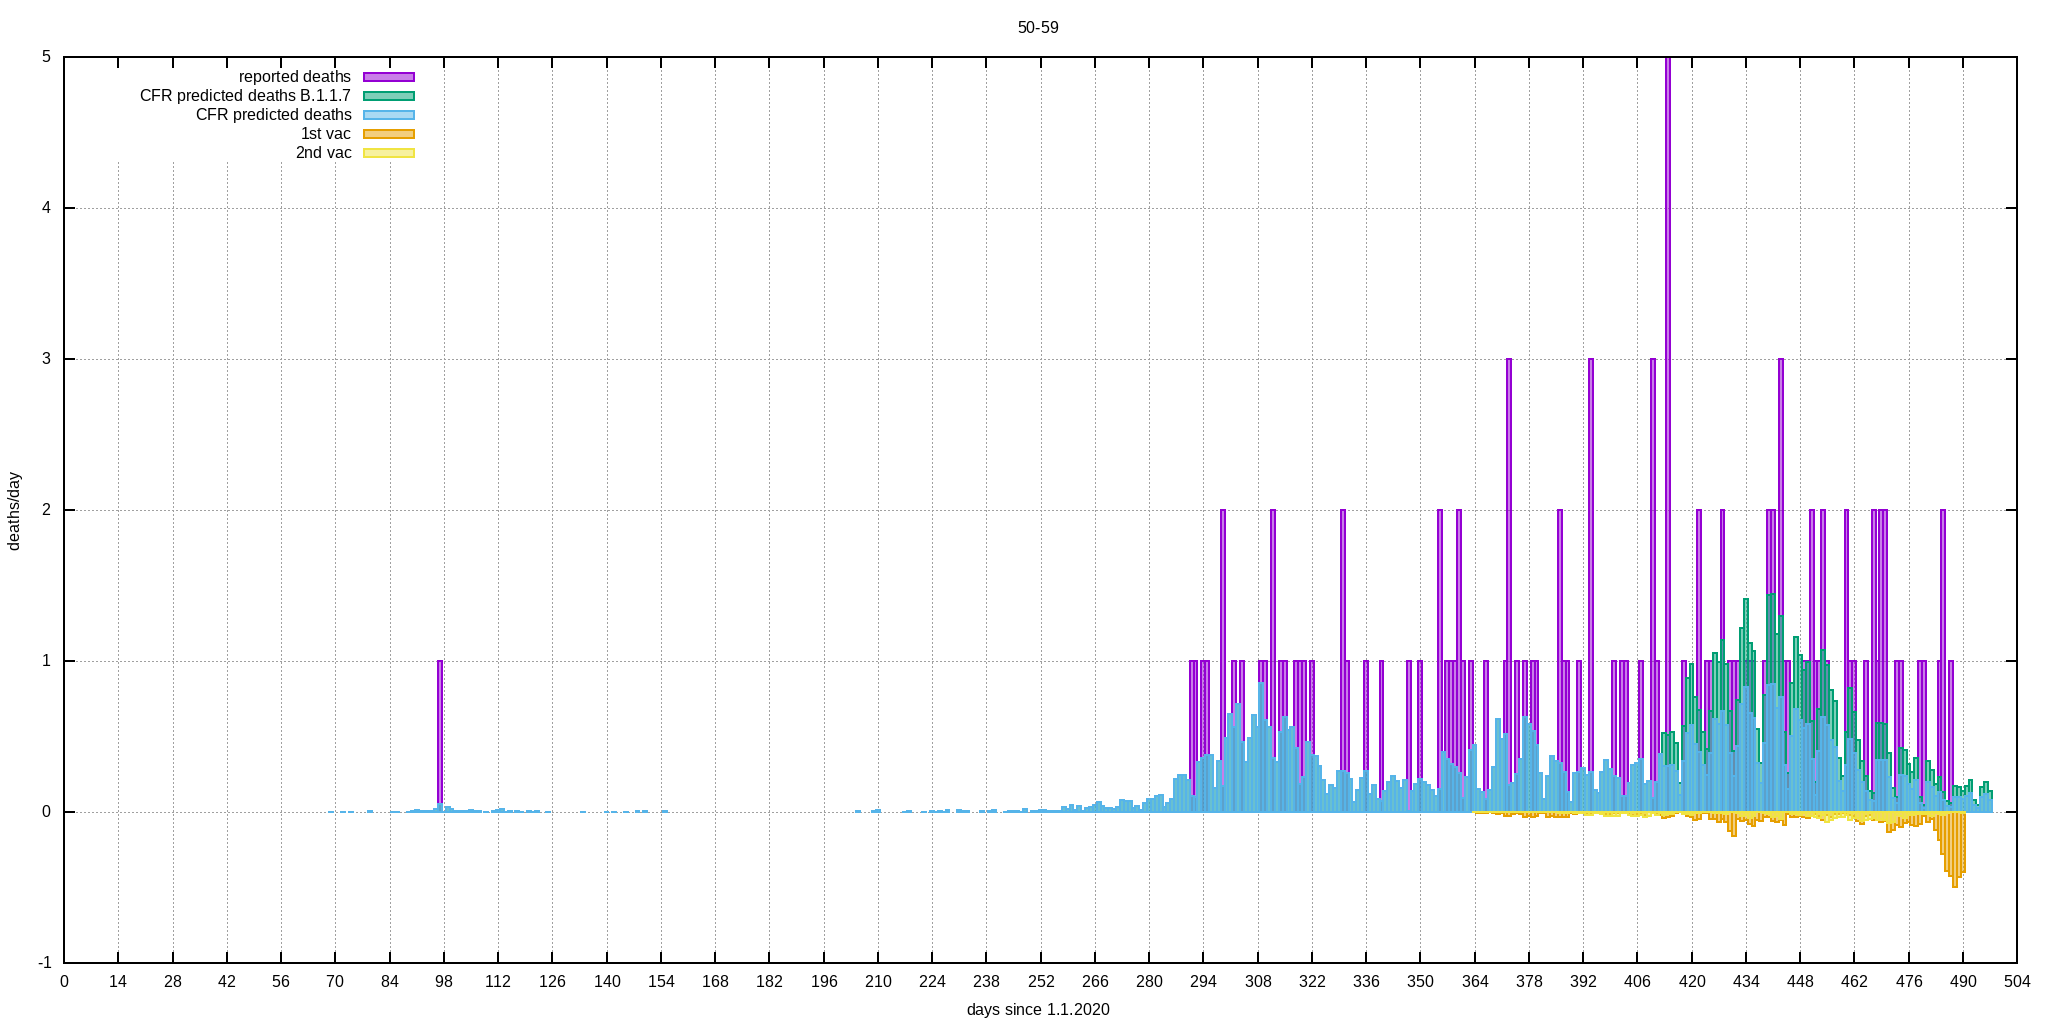 50-59
5
4
3
2
1
0
-1
reported deaths
CFR predicted deaths B.1.1.7
CFR predicted deaths
1st vac
2nd vac
deaths/day
0 14 28 42 56 70 84 98 112 126 140 154 168 182 196 210 224 238 252 266 280 294 308 322 336 350 364 378 392 406 420 434 448 462 476 490 504
days since 1.1.2020